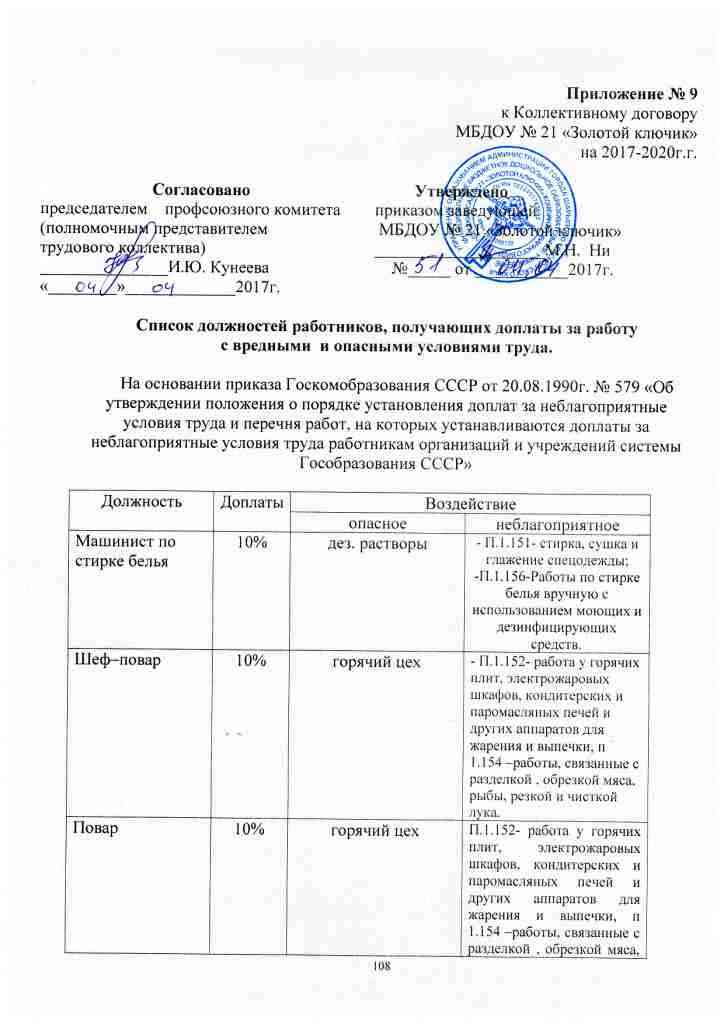 Приложение № 9
к Коллективному договору
МБДОУ № 21 «Золотой ключик»
на 2017-2020г.г.
Согласовано
председателем профсоюзного комитета
(полномочным представителем
трудового коллектива)
_______________И.Ю. Кунеева
«___04___»___04__________2017г.
Утверждено
приказом заведующей
МБДОУ № 21 «Золотой ключик»
М.Н. Ни
№_51_ от 04 2017г.
Список должностей работников, получающих доплаты за работу
с вредными и опасными условиями труда.
На основании приказа Госкомобразования СССР от 20.08.1990г. № 579 «Об
утверждении положения о порядке установления доплат за неблагоприятные
условия труда и перечня работ, на которых устанавливаются доплаты за
неблагоприятные условия труда работникам организаций и учреждений системы
Гособразования СССР»
Должность Доплаты Воздействие
опасное неблагоприятное
Машинист по
стирке белья
10%
дез. растворы
- П.1.151- стирка, сушка и
глажение спецодежды;
-П.1.156-Работы по стирке
белья вручную с
использованием моющих и
дезинфицирующих
средств.
Шеф–повар
10%
горячий цех
- П.1.152- работа у горячих
плит, электрожаровых
шкафов, кондитерских и
паромасляных печей и
других аппаратов для
жарения и выпечки, п
1.154 –работы, связанные с
разделкой , обрезкой мяса,
рыбы, резкой и чисткой
лука.
Повар
10%
горячий цех
П.1.152- работа у горячих
плит, электрожаровых
шкафов, кондитерских и
паромасляных печей и
других аппаратов для
жарения и выпечки, п
1.154 –работы, связанные с
разделкой , обрезкой мяса,
108